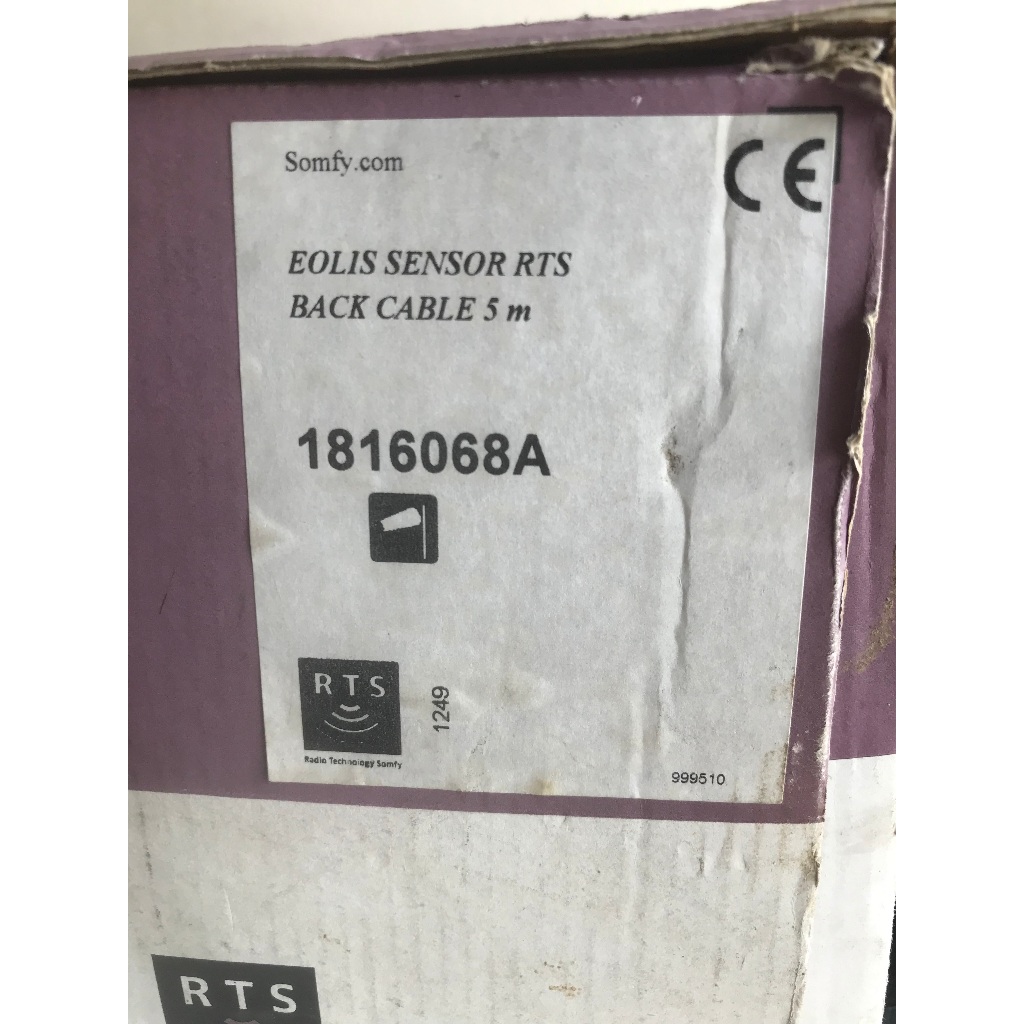 Somfy.com
CE
EOLIS SENSOR RTS
BACK CABLE 5 m
1816068A
RTS
Radio Technology Somfy
1249
999510
RTS